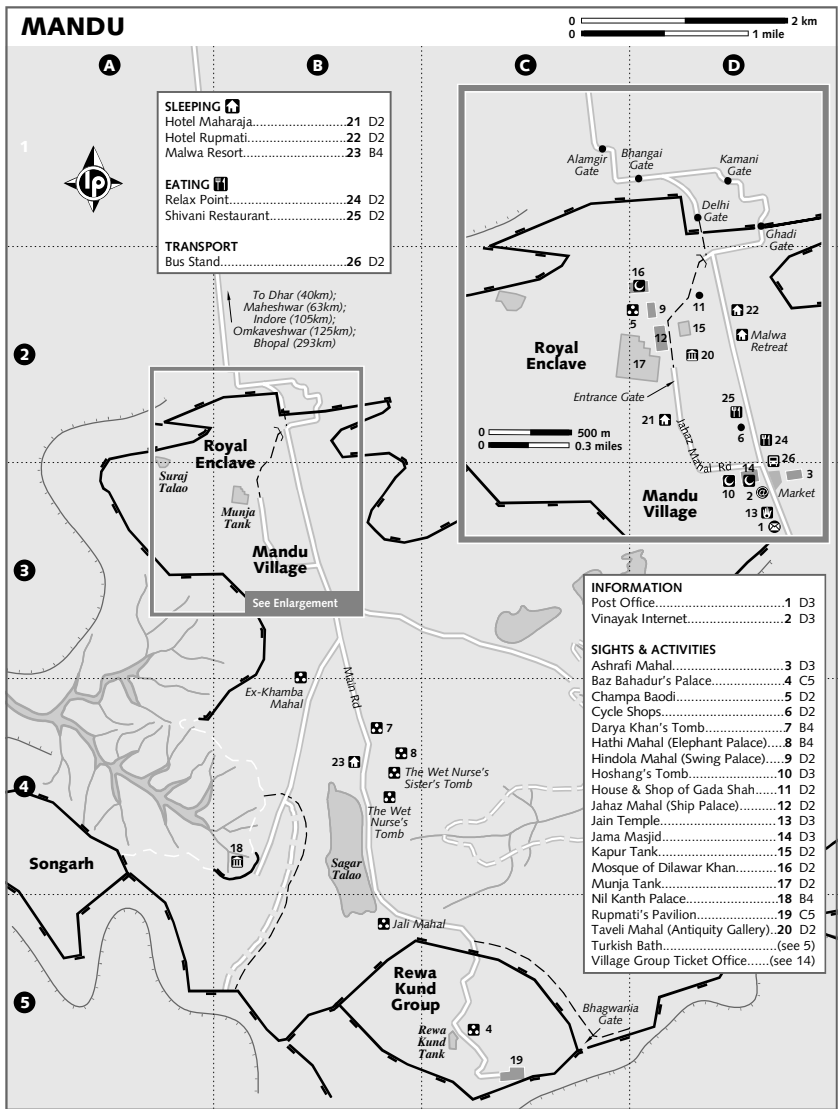 MANDU
0 2 km
0 1 mile
A B C D
1
lp
SLEEPING
Hotel Maharaja..............................21 D2
Hotel Rupmati................................22 D2
Malwa Resort.................................23 B4
EATING
Relax Point.....................................24 D2
Shivani Restaurant.........................25 D2
TRANSPORT
Bus Stand.......................................26 D2
To Dhar (40km);
Maheshwar (63km);
Indore (105km);
Omkaveshwar (125km);
Bhopal (293km)
Alamgir
Gate
Bhangai
Gate
Kamani
Gate
Delhi
Gate
Ghadi
Gate
16
11
9
5
22
12
15
Malwa
Retreat
Royal
Enclave
17
20
Entrance Gate
25
21
6
24
0 500 m
0 0.3 miles
Jahaz Mahal Rd
26
14
3
10
2
@
Market
Mandu
Village
13
1
2
Royal
Enclave
Suraj
Talao
Munja
Tank
Mandu
Village
See Enlargement
3
INFORMATION
Post Office......................................1 D3
Vinayak Internet.............................2 D3
SIGHTS & ACTIVITIES
Ashrafi Mahal.................................3 D3
Baz Bahadur's Palace.....................4 C5
Champa Baodi................................5 D2
Cycle Shops....................................6 D2
Darya Khan's Tomb........................7 B4
Hathi Mahal (Elephant Palace)....8 B4
Hindola Mahal (Swing Palace)....9 D2
Hoshang's Tomb...........................10 D3
House & Shop of Gada Shah.......11 D2
Jahaz Mahal (Ship Palace)...........12 D2
Jain Temple...................................13 D3
Jama Masjid..................................14 D3
Kapur Tank...................................15 D2
Mosque of Dilawar Khan.............16 D2
Munja Tank...................................17 D2
Nil Kanth Palace...........................18 B4
Rupmati's Pavilion........................19 C5
Taveli Mahal (Antiquity Gallery)..20 D2
Turkish Bath..........................(see 5)
Village Group Ticket Office......(see 14)
Ex-Khamba
Mahal
Main Rd
7
8
23
The Wet Nurse's
Sister's Tomb
The Wet
Nurse's
Tomb
4
18
Songarh
Sagar
Talao
Jali Mahal
5
Rewa
Kund
Group
Bhagwania
Gate
Rewa
Kund
Tank
4
19